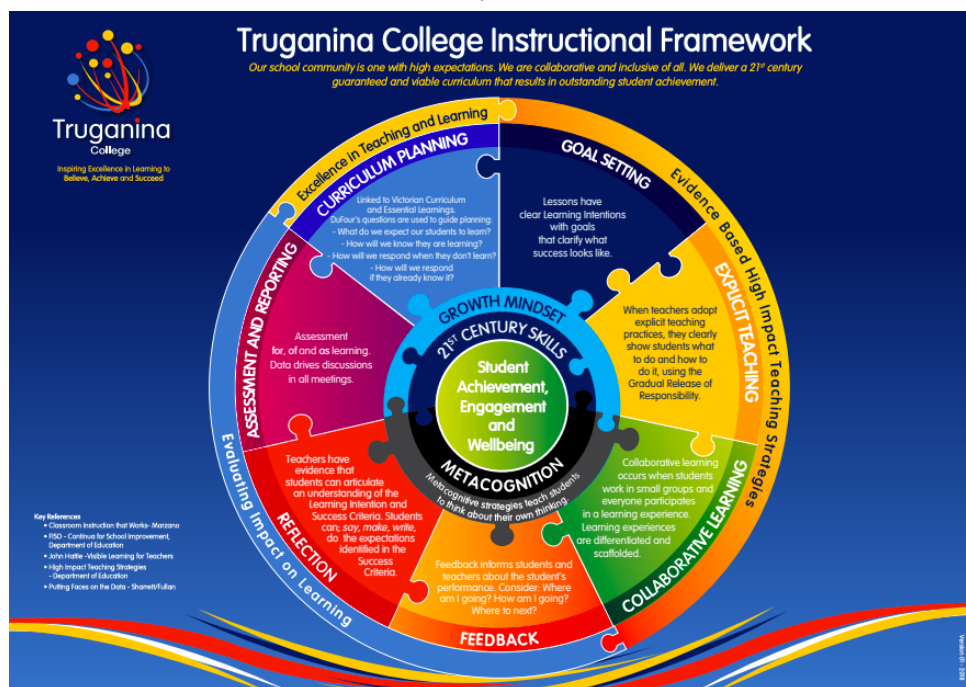 Truganina College Instructional Framework
Our school community is one with high expectations. We are collaborative and inclusive of all. We deliver a 21st century
guaranteed and viable curriculum that results in outstanding student achievement.
Truganina
College
Inspiring Excellence in Learning to
Believe, Achieve and Succeed
Excellence in Teaching and Learning
Evidence Based High Impact Teaching Strategies
Evaluating Impact on Learning
CURRICULUM PLANNING
Linked to Victorian Curriculum
and Essential Learnings.
DuFour's questions are used to guide planning:
- What do we expect our students to learn?
- How will we know they are learning?
- How will we respond when they don't learn?
- How will we respond
if they already know it?
GOAL SETTING
Lessons have
clear Learning Intentions
with goals
that clarify what
success looks like.
EXPLICIT TEACHING
When teachers adopt
explicit teaching
practices, they clearly
show students what
to do and how to
do it, using the
Gradual Release of
Responsibility.
COLLABORATIVE LEARNING
Collaborative learning
occurs when students
work in small groups and
everyone participates
in a learning experience.
Learning experiences
are differentiated and
scaffolded.
FEEDBACK
Feedback informs students and
teachers about the student's
performance. Consider: Where
am I going? How am I going?
Where to next?
REFLECTION
Teachers have
evidence that
students can articulate
an understanding of the
Learning Intention and
Success Criteria. Students
can; say, make, write,
do the expectations
identified in the
Success
Criteria.
ASSESSMENT AND REPORTING
Assessment
for, of and as learning.
Data drives discussions
in all meetings.
GROWTH MINDSET
21ST CENTURY SKILLS
Student
Achievement,
Engagement
and
Wellbeing
METACOGNITION
Metacognitive strategies teach students
to think about their own thinking.
Key References
• Classroom Instruction that Works- Marzano
• FISO - Continua for School Improvement,
Department of Education
• John Hattie -Visible Learning for Teachers
• High Impact Teaching Strategies
- Department of Education
• Putting Faces on the Data - Sharrett/Fullan
Version 01 - 2018